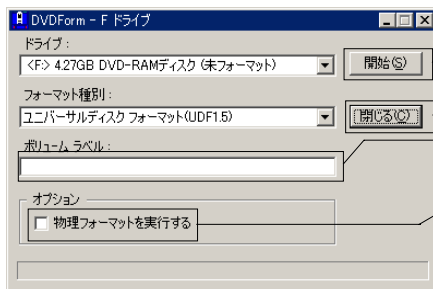 DVDForm - F ドライブ
ドライブ:
<F:> 4.27GB DVD-RAMディスク (未フォーマット)
開始(S)
フォーマット種別:
ユニバーサルディスク フォーマット(UDF1.5)
閉じる(C)
ボリューム ラベル:
オプション
物理フォーマットを実行する